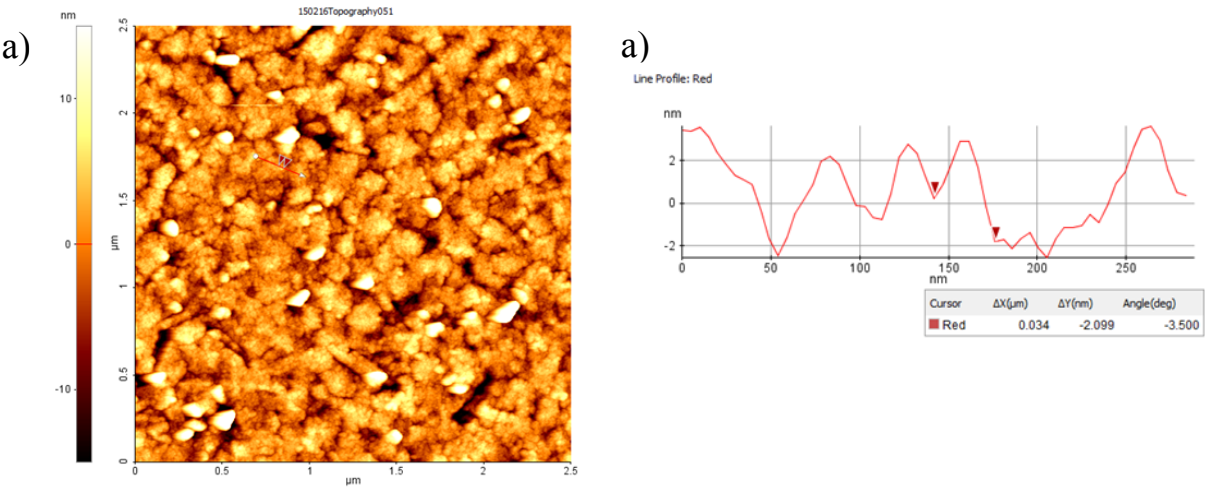 a)
nm
10
0
-10
150216Topography051
2.5
2
1.5
µm
1
0.5
0
0 0.5 1 1.5 2 2.5
µm
a)
Line Profile: Red
nm
2
0
-2
0 50 100 150 200 250
nm
Cursor ΔX(µm) ΔY(nm) Angle(deg)
Red 0.034 -2.099 -3.500